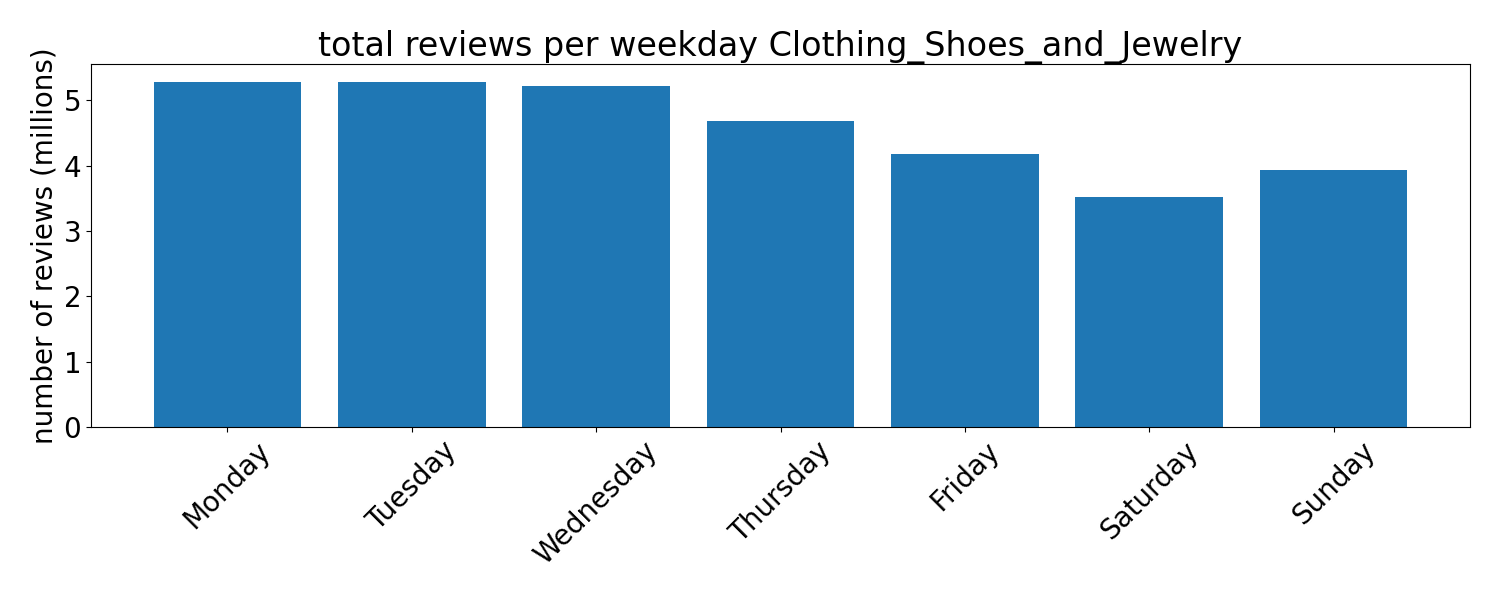 total reviews per weekday Clothing_Shoes_and_Jewelry
number of reviews (millions)
5
4
3
2
1
0
Monday
Tuesday
Wednesday
Thursday
Friday
Saturday
Sunday